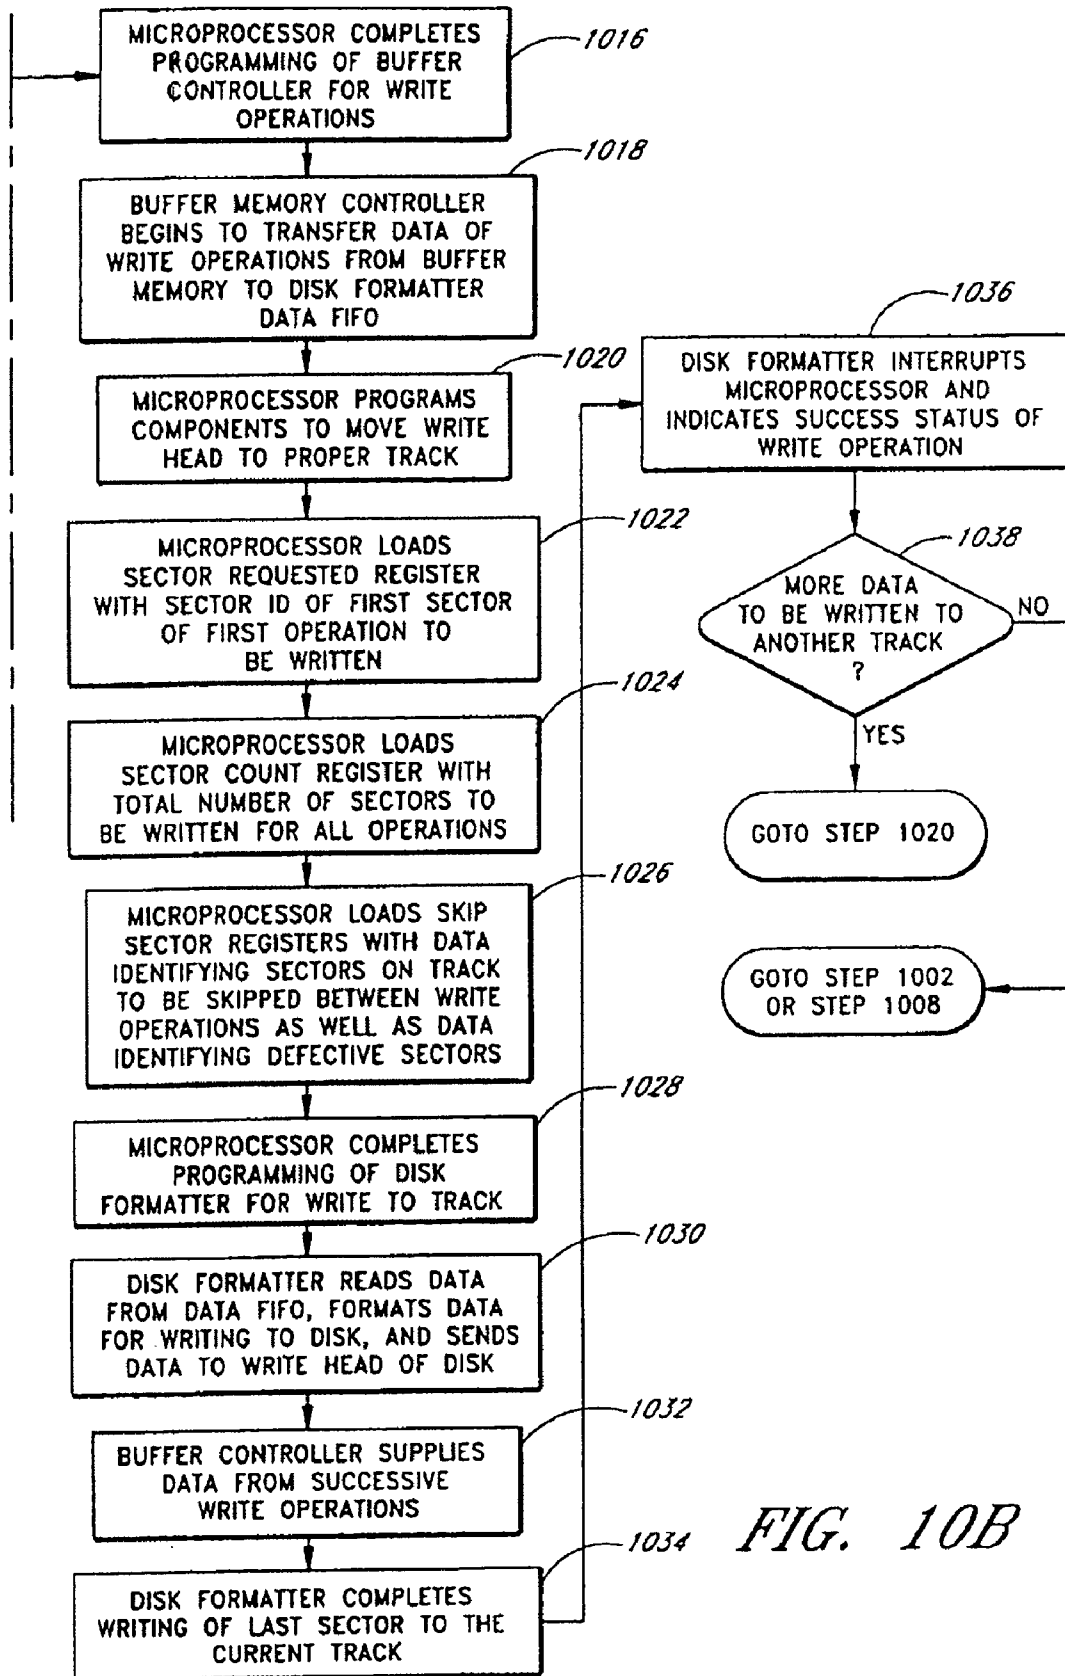 MICROPROCESSOR COMPLETES
PROGRAMMING OF BUFFER
CONTROLLER FOR WRITE
OPERATIONS
1016
BUFFER MEMORY CONTROLLER
BEGINS TO TRANSFER DATA OF
WRITE OPERATIONS FROM BUFFER
MEMORY TO DISK FORMATTER
DATA FIFO
1018
MICROPROCESSOR PROGRAMS
COMPONENTS TO MOVE WRITE
HEAD TO PROPER TRACK
1020
MICROPROCESSOR LOADS
SECTOR REQUESTED REGISTER
WITH SECTOR ID OF FIRST SECTOR
OF FIRST OPERATION TO
BE WRITTEN
1022
MICROPROCESSOR LOADS
SECTOR COUNT REGISTER WITH
TOTAL NUMBER OF SECTORS TO
BE WRITTEN FOR ALL OPERATIONS
1024
MICROPROCESSOR LOADS SKIP
SECTOR REGISTERS WITH DATA
IDENTIFYING SECTORS ON TRACK
TO BE SKIPPED BETWEEN WRITE
OPERATIONS AS WELL AS DATA
IDENTIFYING DEFECTIVE SECTORS
1026
MICROPROCESSOR COMPLETES
PROGRAMMING OF DISK
FORMATTER FOR WRITE TO TRACK
1028
DISK FORMATTER READS DATA
FROM DATA FIFO, FORMATS DATA
FOR WRITING TO DISK, AND SENDS
DATA TO WRITE HEAD OF DISK
1030
BUFFER CONTROLLER SUPPLIES
DATA FROM SUCCESSIVE
WRITE OPERATIONS
1032
DISK FORMATTER COMPLETES
WRITING OF LAST SECTOR TO THE
CURRENT TRACK
1034
DISK FORMATTER INTERRUPTS
MICROPROCESSOR AND
INDICATES SUCCESS STATUS OF
WRITE OPERATION
1036
MORE DATA
TO BE WRITTEN TO
ANOTHER TRACK
?
1038
NO
YES
GOTO STEP 1020
GOTO STEP 1002
OR STEP 1008
FIG. 10B